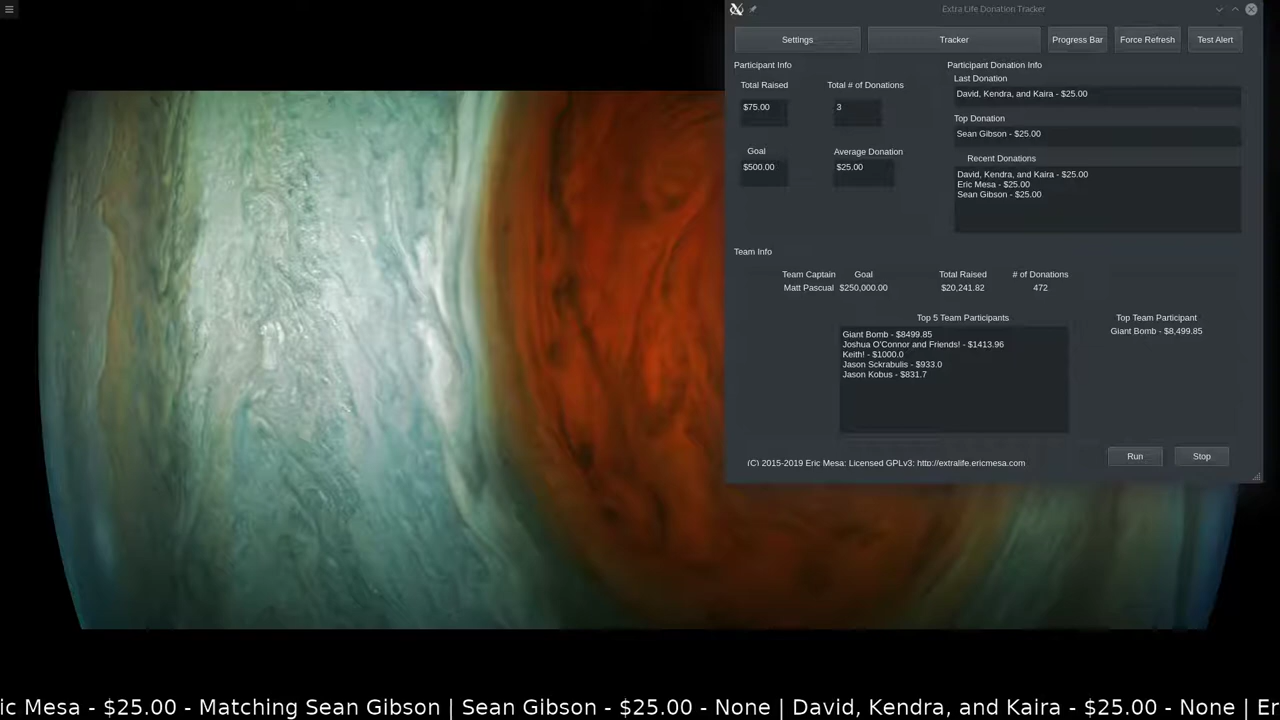 Extra Life Donation Tracker
Settings
Tracker
Progress Bar
Force Refresh
Test Alert
Participant Info
Total Raised
Total # of Donations
$75.00
3
Goal
Average Donation
$500.00
$25.00
Participant Donation Info
Last Donation
David, Kendra, and Kaira - $25.00
Top Donation
Sean Gibson - $25.00
Recent Donations
David, Kendra, and Kaira - $25.00
Eric Mesa - $25.00
Sean Gibson - $25.00
Team Info
Team Captain
Goal
Total Raised
# of Donations
Matt Pascual
$250,000.00
$20,241.82
472
Top 5 Team Participants
Giant Bomb - $8499.85
Joshua O'Connor and Friends! - $1413.96
Keith! - $1000.0
Jason Sckrabulis - $933.0
Jason Kobus - $831.7
Top Team Participant
Giant Bomb - $8,499.85
(C) 2015-2019 Eric Mesa: Licensed GPLv3: http://extralife.ericmesa.com
Run
Stop
ic Mesa - $25.00 - Matching Sean Gibson | Sean Gibson - $25.00 - None | David, Kendra, and Kaira - $25.00 - None | Er